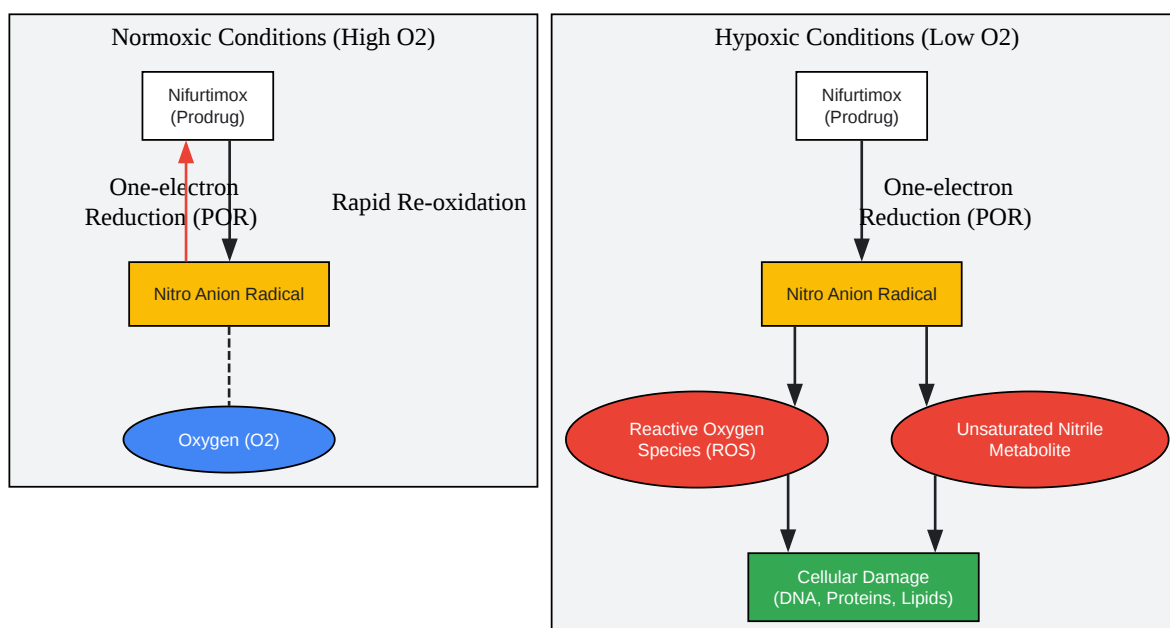 Normoxic Conditions (High O2)
Nifurtimox
(Prodrug)
One-electron
Reduction (POR)
Rapid Re-oxidation
Nitro Anion Radical
Oxygen (O2)
Hypoxic Conditions (Low O2)
Nifurtimox
(Prodrug)
One-electron
Reduction (POR)
Nitro Anion Radical
Reactive Oxygen
Species (ROS)
Unsaturated Nitrile
Metabolite
Cellular Damage
(DNA, Proteins, Lipids)